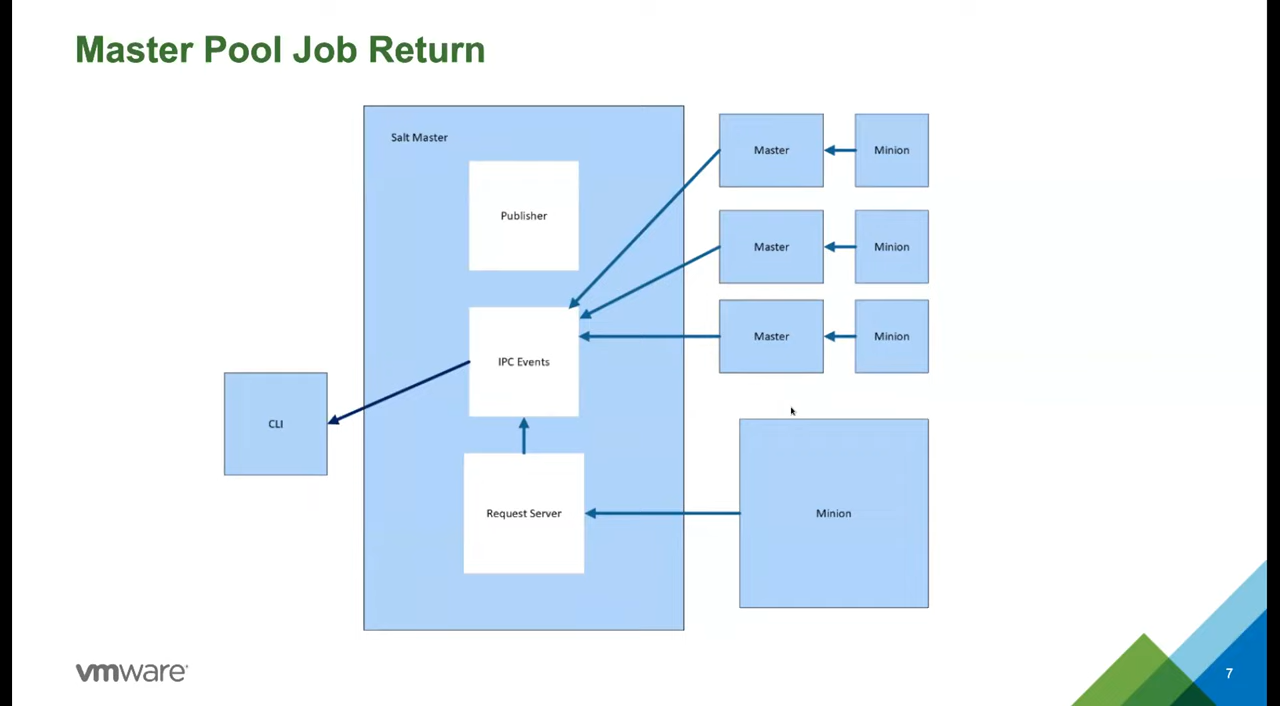 Master Pool Job Return
Salt Master
Publisher
IPC Events
Request Server
CLI
Master
Minion
Master
Minion
Master
Minion
Minion
vmware
7